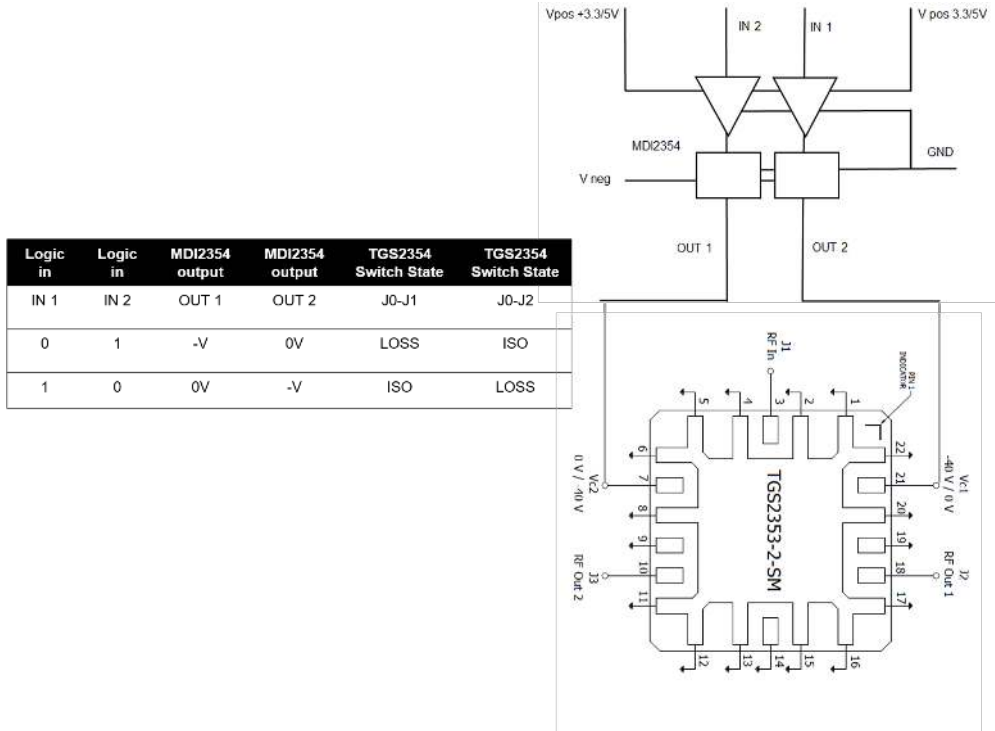 Vpos +3.3/5V
IN 2
IN 1
V pos 3.3/5V
MDI2354
GND
V neg
OUT 1
OUT 2
Logic in Logic in MDI2354 output MDI2354 output TGS2354 Switch State TGS2354 Switch State
IN 1 IN 2 OUT 1 OUT 2 J0-J1 J0-J2
0 1 -V 0V LOSS ISO
1 0 0V -V ISO LOSS
J1
RF In
PIN 1
INDICATOR
5 4 3 2 1
6
7
8
9
10
11
22
21
20
19
18
17
Vc2
0 V / -40 V
Vc1
-40 V / 0 V
TGS2353-2-SM
J3
RF Out 2
J2
RF Out 1
12 13 14 15 16